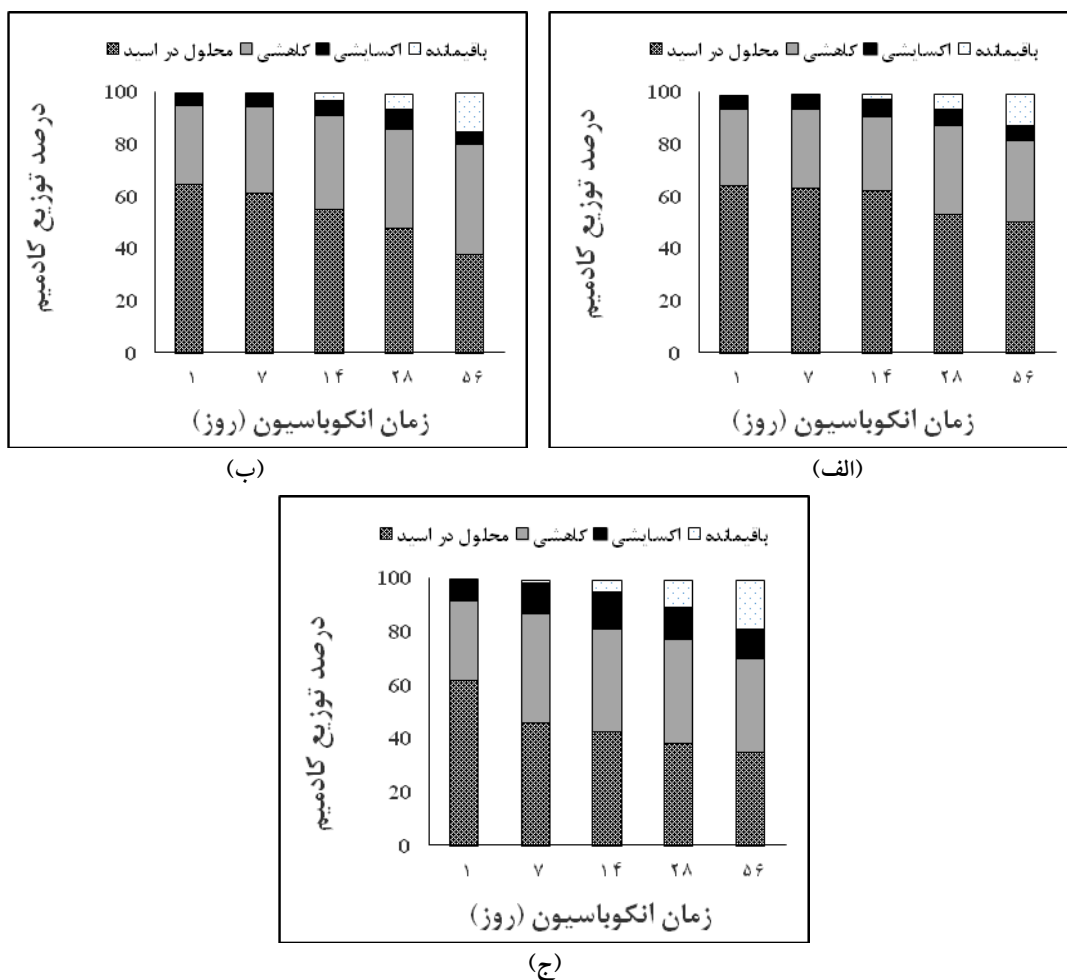 محلول در اسید کاهشی اکسایشی باقیمانده
درصد توزیع کادمیم
100
80
60
40
20
0
۱ ۷ ۱۴ ۲۸ ۵۶
زمان انکوباسیون (روز)
(الف)
محلول در اسید کاهشی اکسایشی باقیمانده
درصد توزیع کادمیم
100
80
60
40
20
0
۱ ۷ ۱۴ ۲۸ ۵۶
زمان انکوباسیون (روز)
(ب)
محلول در اسید کاهشی اکسایشی باقیمانده
درصد توزیع کادمیم
100
80
60
40
20
0
۱ ۷ ۱۴ ۲۸ ۵۶
زمان انکوباسیون (روز)
(ج)